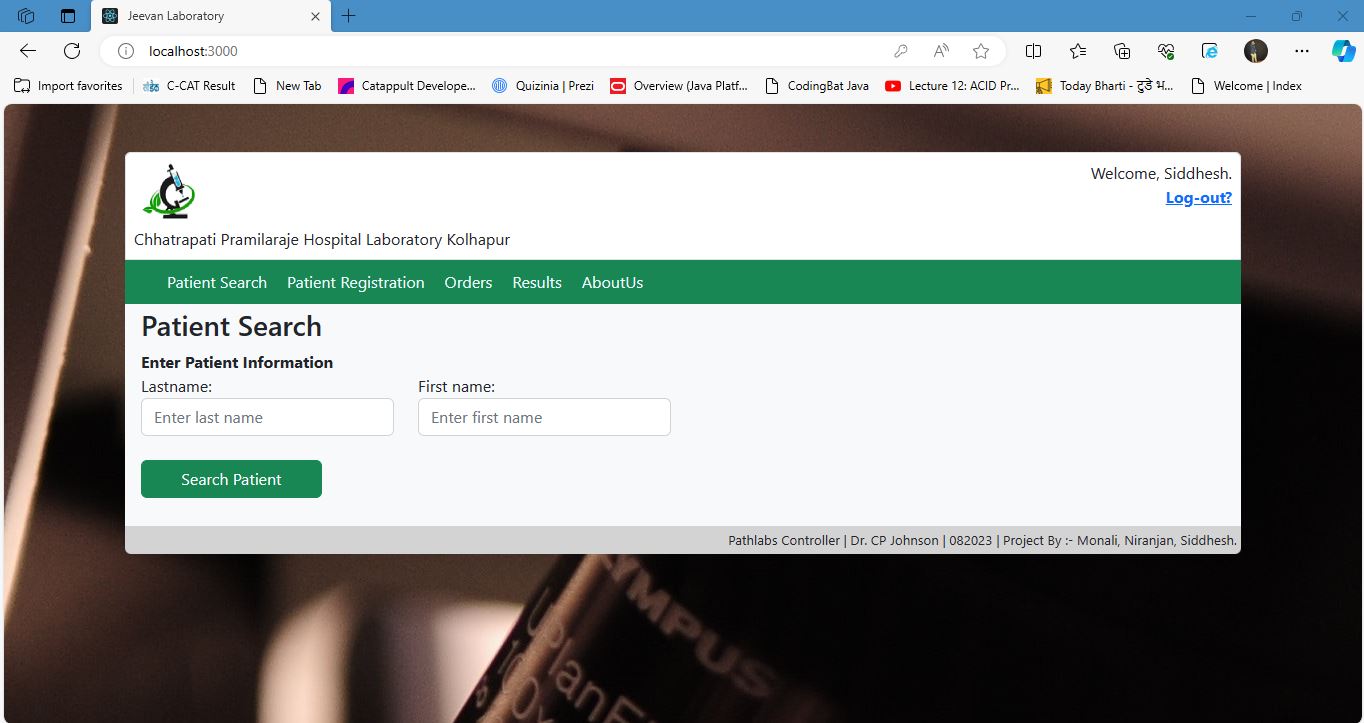 Jeevan Laboratory
localhost:3000
Import favorites
C-CAT Result
New Tab
Catappult Develope...
Quizinia | Prezi
Overview (Java Platf...
CodingBat Java
Lecture 12: ACID Pr...
Today Bharti - टुडे भ...
Welcome | Index
Welcome, Siddhesh.
Log-out?
Chhatrapati Pramilaraje Hospital Laboratory Kolhapur
Patient Search Patient Registration Orders Results AboutUs
Patient Search
Enter Patient Information
Lastname: First name:
Enter last name Enter first name
Search Patient
Pathlabs Controller | Dr. CP Johnson | 082023 | Project By :- Monali, Niranjan, Siddhesh.
YMPUS
UPlanF